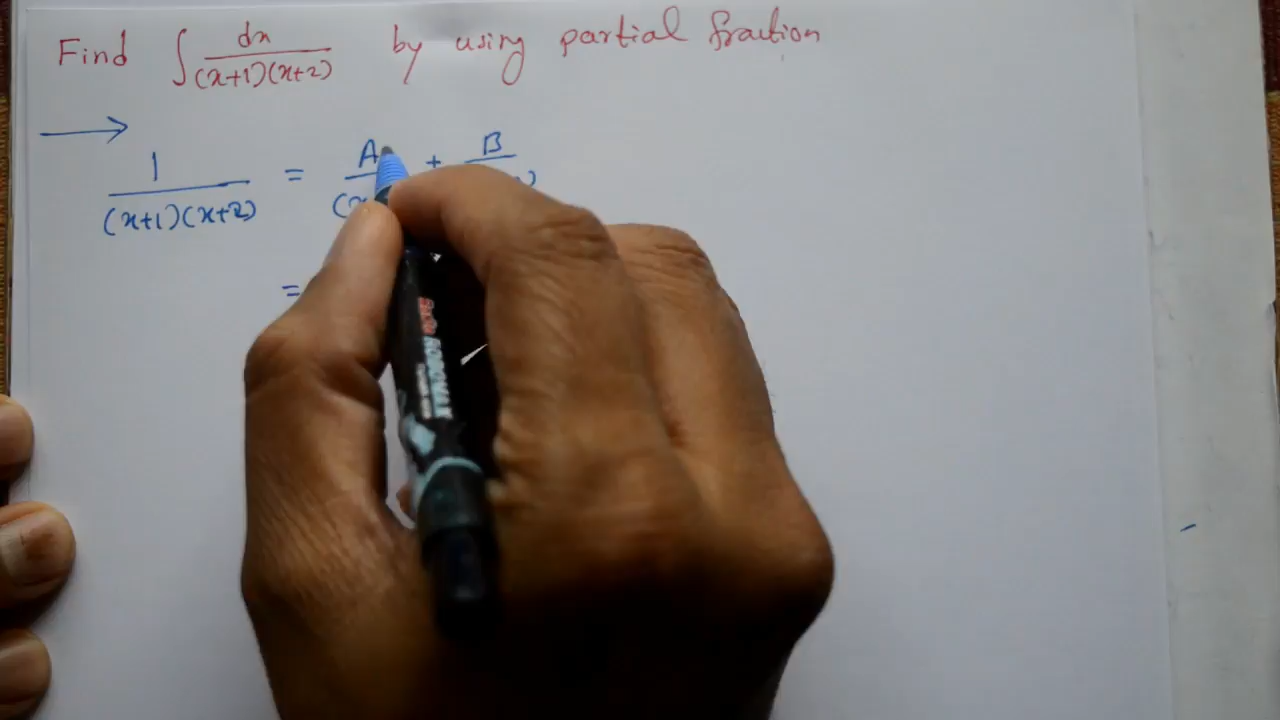 Find ∫ dx / (x+1)(x+2) by using partial fraction
→
1 / (x+1)(x+2) = A / (x + B /
=